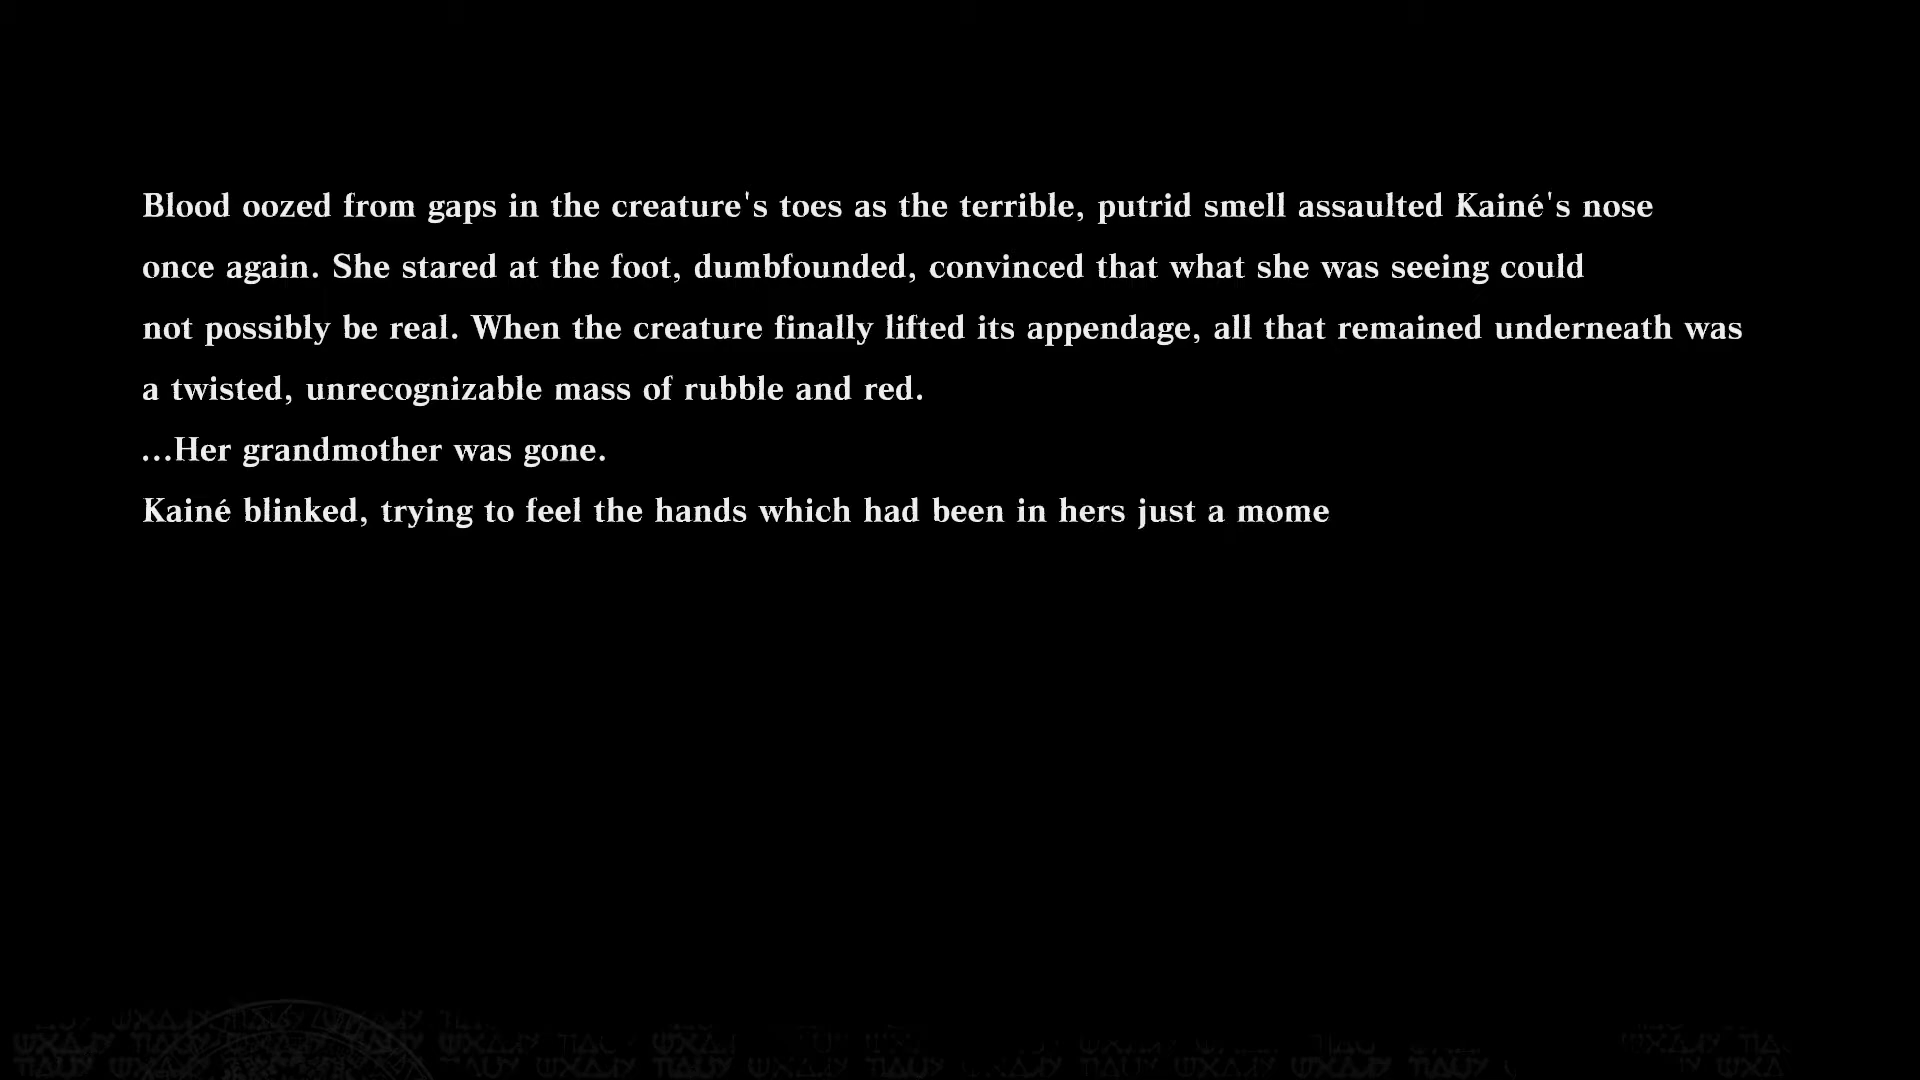 Blood oozed from gaps in the creature's toes as the terrible, putrid smell assaulted Kainé's nose
once again. She stared at the foot, dumbfounded, convinced that what she was seeing could
not possibly be real. When the creature finally lifted its appendage, all that remained underneath was
a twisted, unrecognizable mass of rubble and red.
...Her grandmother was gone.
Kainé blinked, trying to feel the hands which had been in hers just a mome